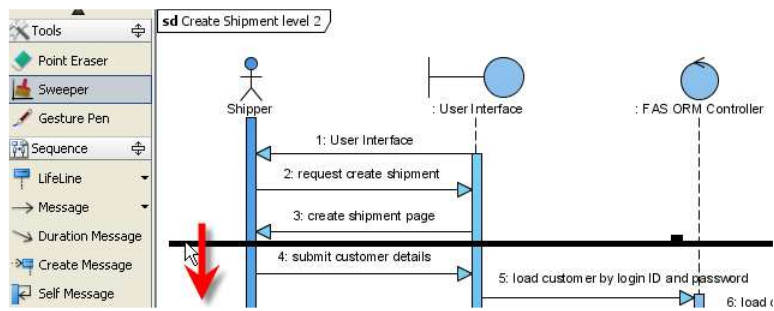 sd Create Shipment level 2
Tools
Point Eraser
Sweeper
Gesture Pen
Sequence
LifeLine
Message
Duration Message
Create Message
Self Message
Shipper
: User Interface
: FAS ORM Controller
1: User Interface
2: request create shipment
3: create shipment page
4: submit customer details
5: load customer by login ID and password
6: load